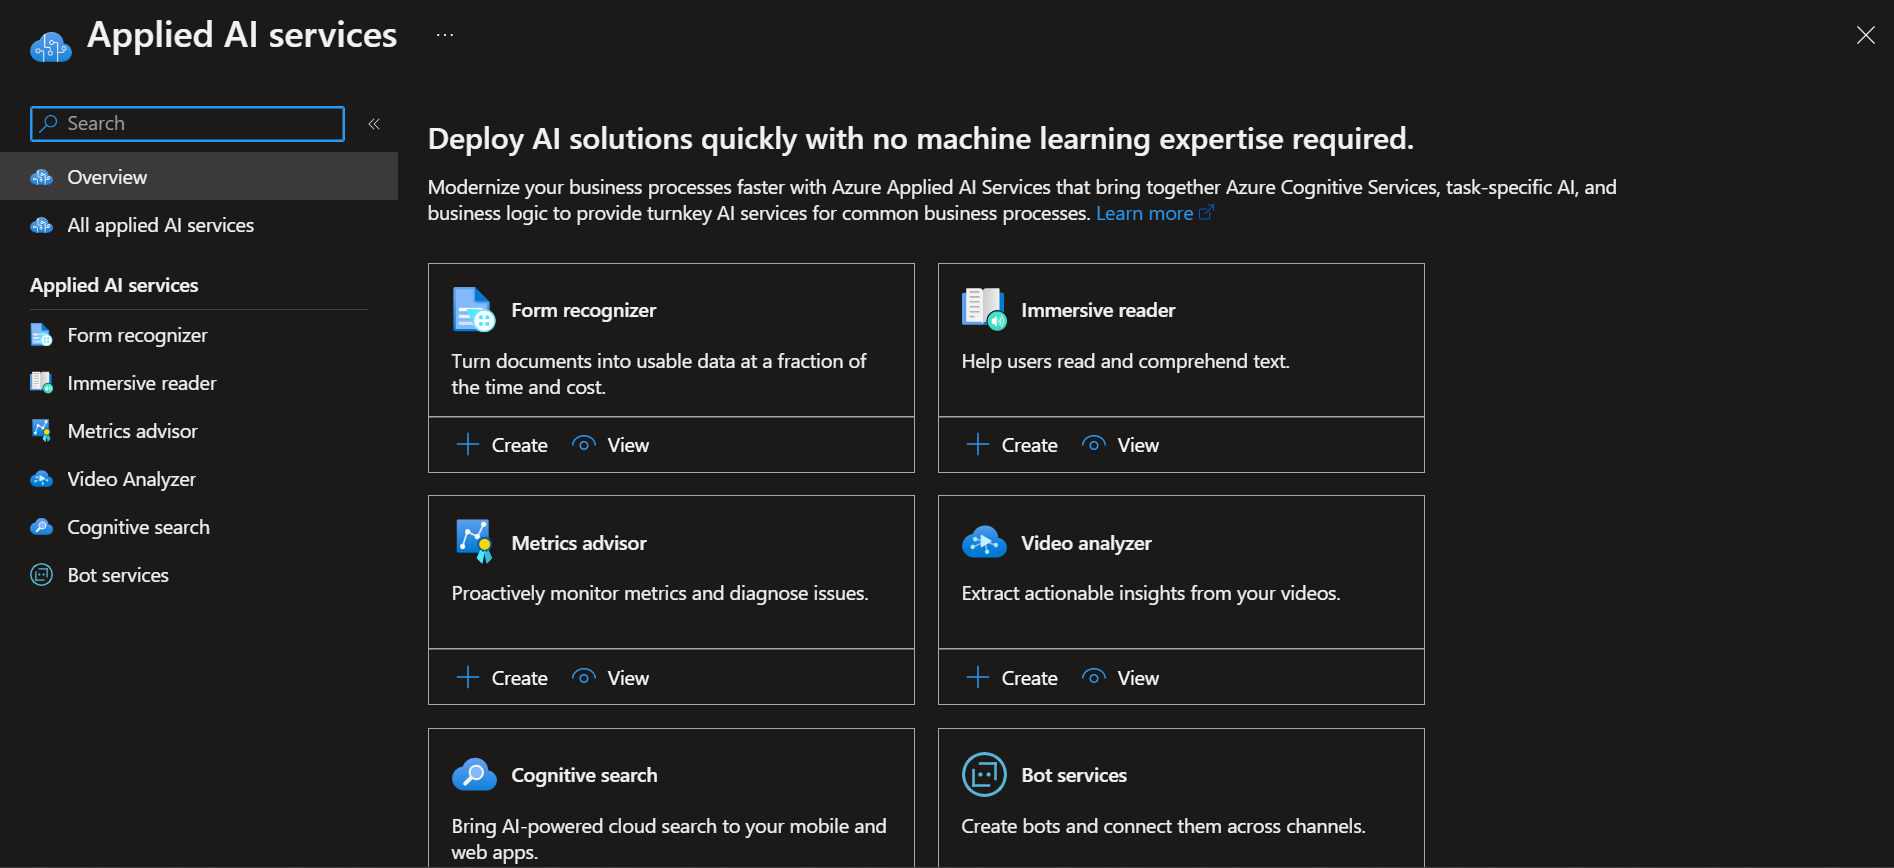 Applied AI services
...
Search
«
Overview
All applied AI services
Applied AI services
Form recognizer
Immersive reader
Metrics advisor
Video Analyzer
Cognitive search
Bot services
Deploy AI solutions quickly with no machine learning expertise required.
Modernize your business processes faster with Azure Applied AI Services that bring together Azure Cognitive Services, task-specific AI, and
business logic to provide turnkey AI services for common business processes. Learn more
Form recognizer
Turn documents into usable data at a fraction of
the time and cost.
Create View
Immersive reader
Help users read and comprehend text.
Create View
Metrics advisor
Proactively monitor metrics and diagnose issues.
Create View
Video analyzer
Extract actionable insights from your videos.
Create View
Cognitive search
Bring AI-powered cloud search to your mobile and
web apps.
Bot services
Create bots and connect them across channels.